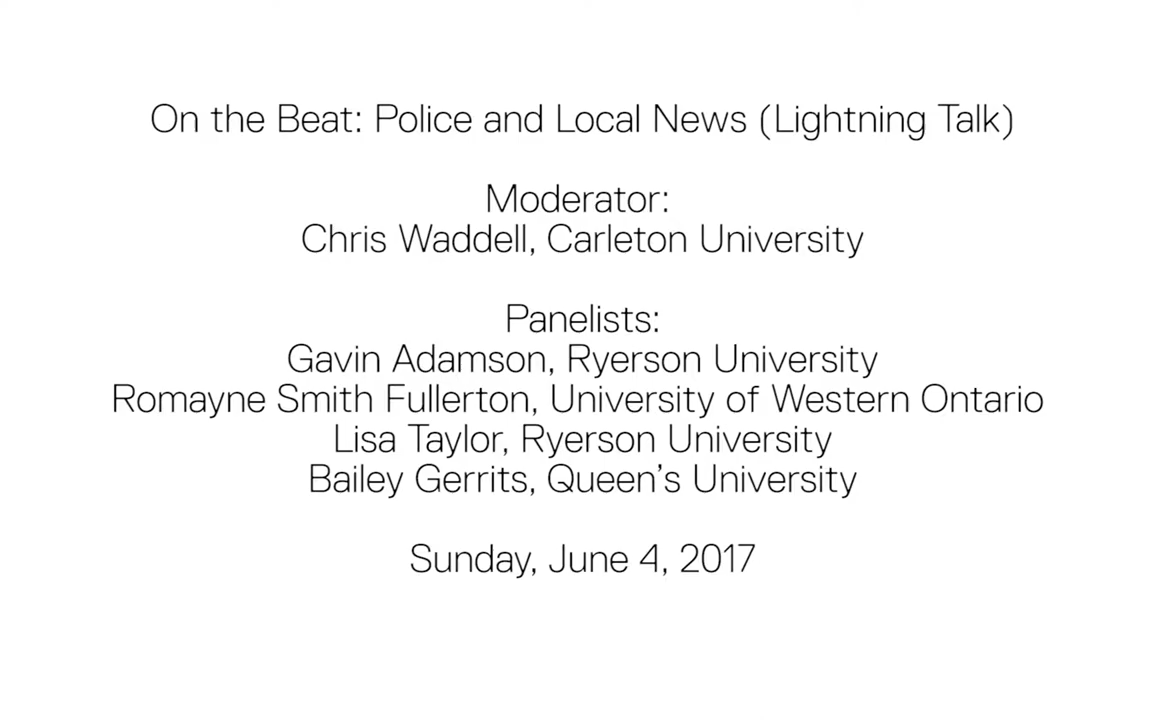 On the Beat: Police and Local News (Lightning Talk)
Moderator:
Chris Waddell, Carleton University
Panelists:
Gavin Adamson, Ryerson University
Romayne Smith Fullerton, University of Western Ontario
Lisa Taylor, Ryerson University
Bailey Gerrits, Queen’s University
Sunday, June 4, 2017